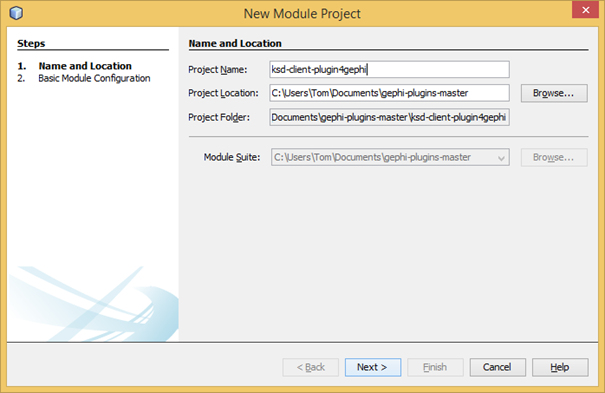 New Module Project
Steps
1. Name and Location
2. Basic Module Configuration
Name and Location
Project Name: ksd-client-plugin4gephi
Project Location: C:\Users\Tom\Documents\gephi-plugins-master Browse...
Project Folder: Documents\gephi-plugins-master\ksd-client-plugin4gephi
Module Suite: C:\Users\Tom\Documents\gephi-plugins-master Browse...
< Back Next > Finish Cancel Help